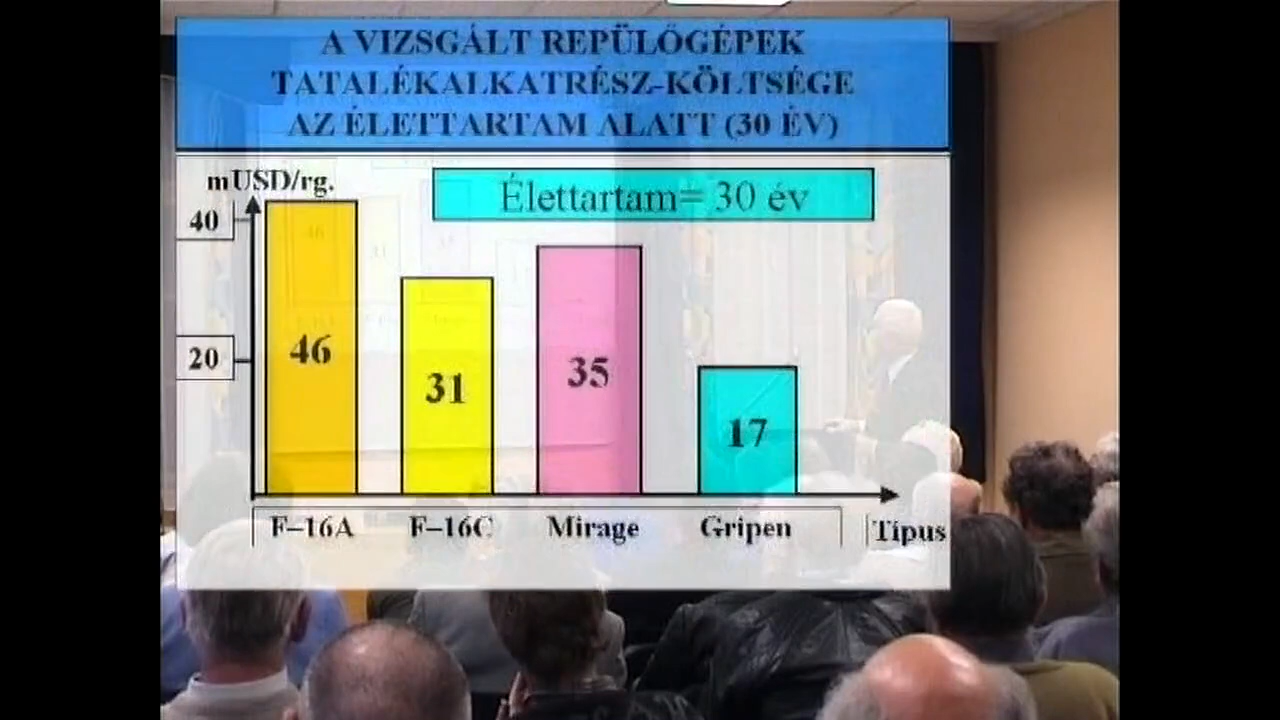 A VIZSGÁLT REPÜLŐGÉPEK
TATALÉKALKATRÉSZ-KÖLTSÉGE
AZ ÉLETTARTAM ALATT (30 ÉV)
mUSD/rg.
Élettartam= 30 év
40
20
46
31
35
17
F–16A
F–16C
Mirage
Gripen
Típus